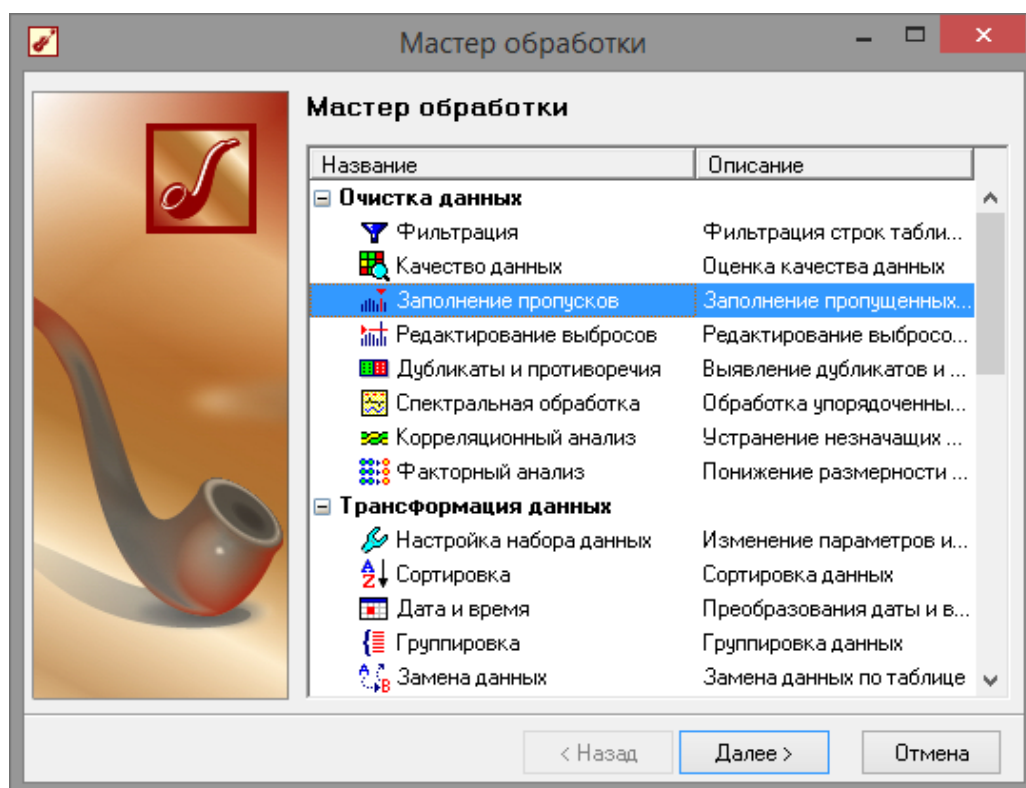 Мастер обработки
Мастер обработки
Название Описание
Очистка данных
Фильтрация Фильтрация строк табли...
Качество данных Оценка качества данных
Заполнение пропусков Заполнение пропущенных...
Редактирование выбросов Редактирование выбросо...
Дубликаты и противоречия Выявление дубликатов и ...
Спектральная обработка Обработка упорядоченны...
Корреляционный анализ Устранение незначащих ...
Факторный анализ Понижение размерности ...
Трансформация данных
Настройка набора данных Изменение параметров и...
Сортировка Сортировка данных
Дата и время Преобразования даты и в...
Группировка Группировка данных
Замена данных Замена данных по таблице
< Назад Далее > Отмена